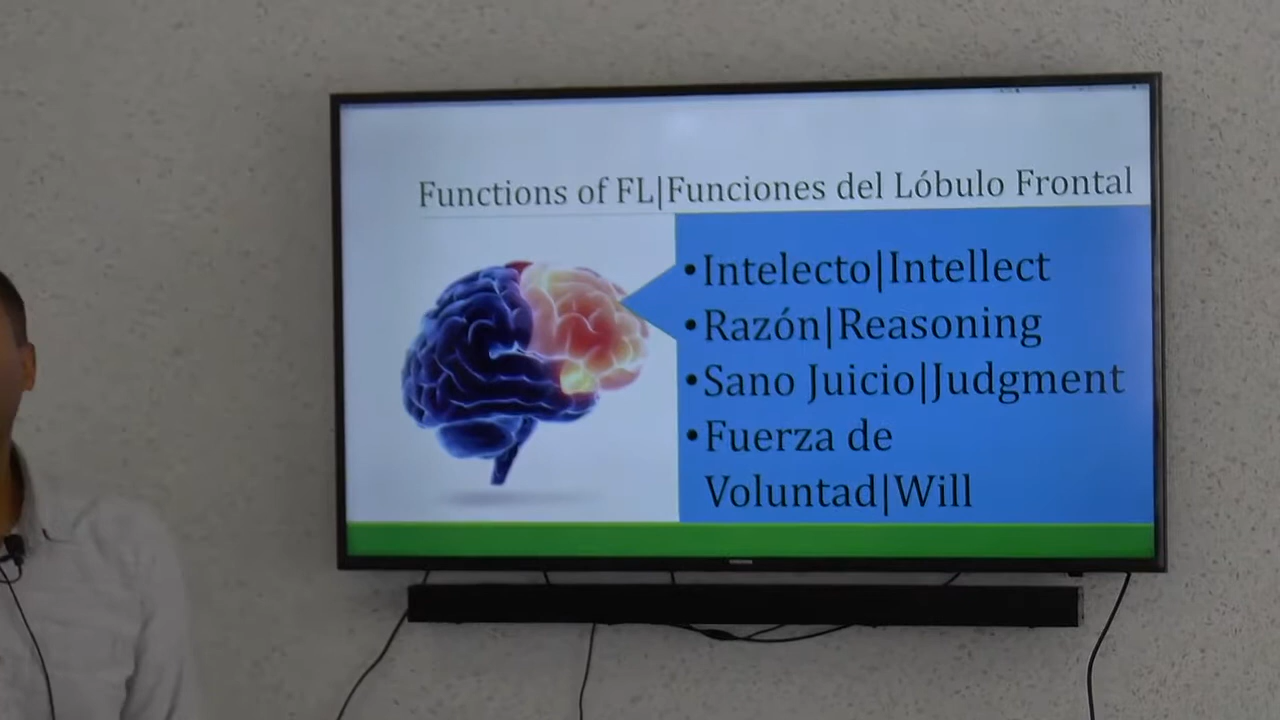 Functions of FL|Funciones del Lóbulo Frontal
•Intelecto|Intellect
•Razón|Reasoning
•Sano Juicio|Judgment
•Fuerza de
Voluntad|Will